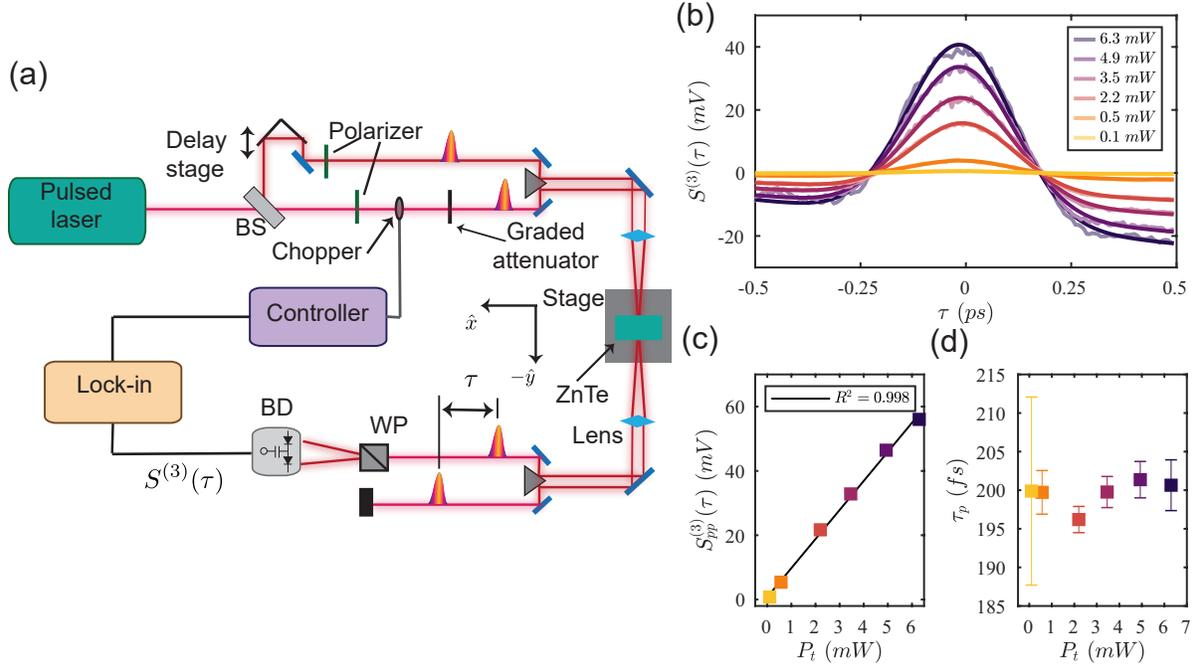 (a)
Delay
stage
Polarizer
Pulsed
laser
BS
Chopper
Graded
attenuator
Controller
Stage
x̂
−ŷ
τ
ZnTe
Lock-in
BD
WP
Lens
S⁽³⁾(τ)
(b)
S⁽³⁾(τ) (mV)
40
20
0
-20
6.3 mW
4.9 mW
3.5 mW
2.2 mW
0.5 mW
0.1 mW
-0.5 -0.25 0 0.25 0.5
τ (ps)
(c)
S⁽³⁾pp(τ) (mV)
60
40
20
0
R² = 0.998
0 1 2 3 4 5 6
Pₜ (mW)
(d)
τₚ (fs)
215
210
205
200
195
190
185
0 1 2 3 4 5 6 7
Pₜ (mW)